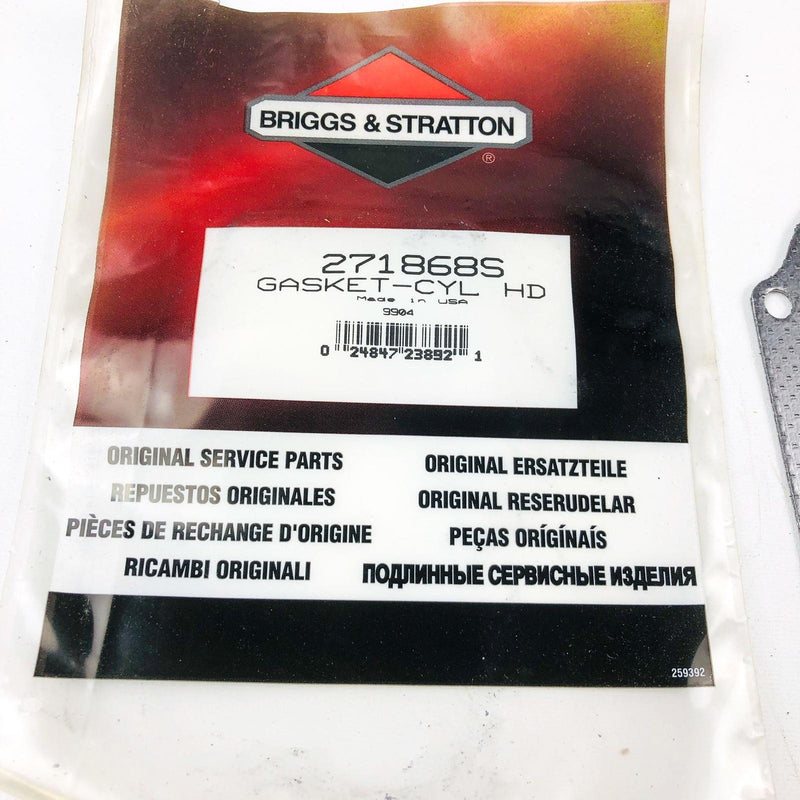 BRIGGS & STRATTON
®
271868S
GASKET-CYL HD
Made in USA
9904
0 24847 23892 1
ORIGINAL SERVICE PARTS
REPUESTOS ORIGINALES
PIÈCES DE RECHANGE D'ORIGINE
RICAMBI ORIGINALI
ORIGINAL ERSATZTEILE
ORIGINAL RESERUDELAR
PEÇAS ORÍGÍNAÍS
ПОДЛИННЫЕ СЕРВИСНЫЕ ИЗДЕЛИЯ
259392